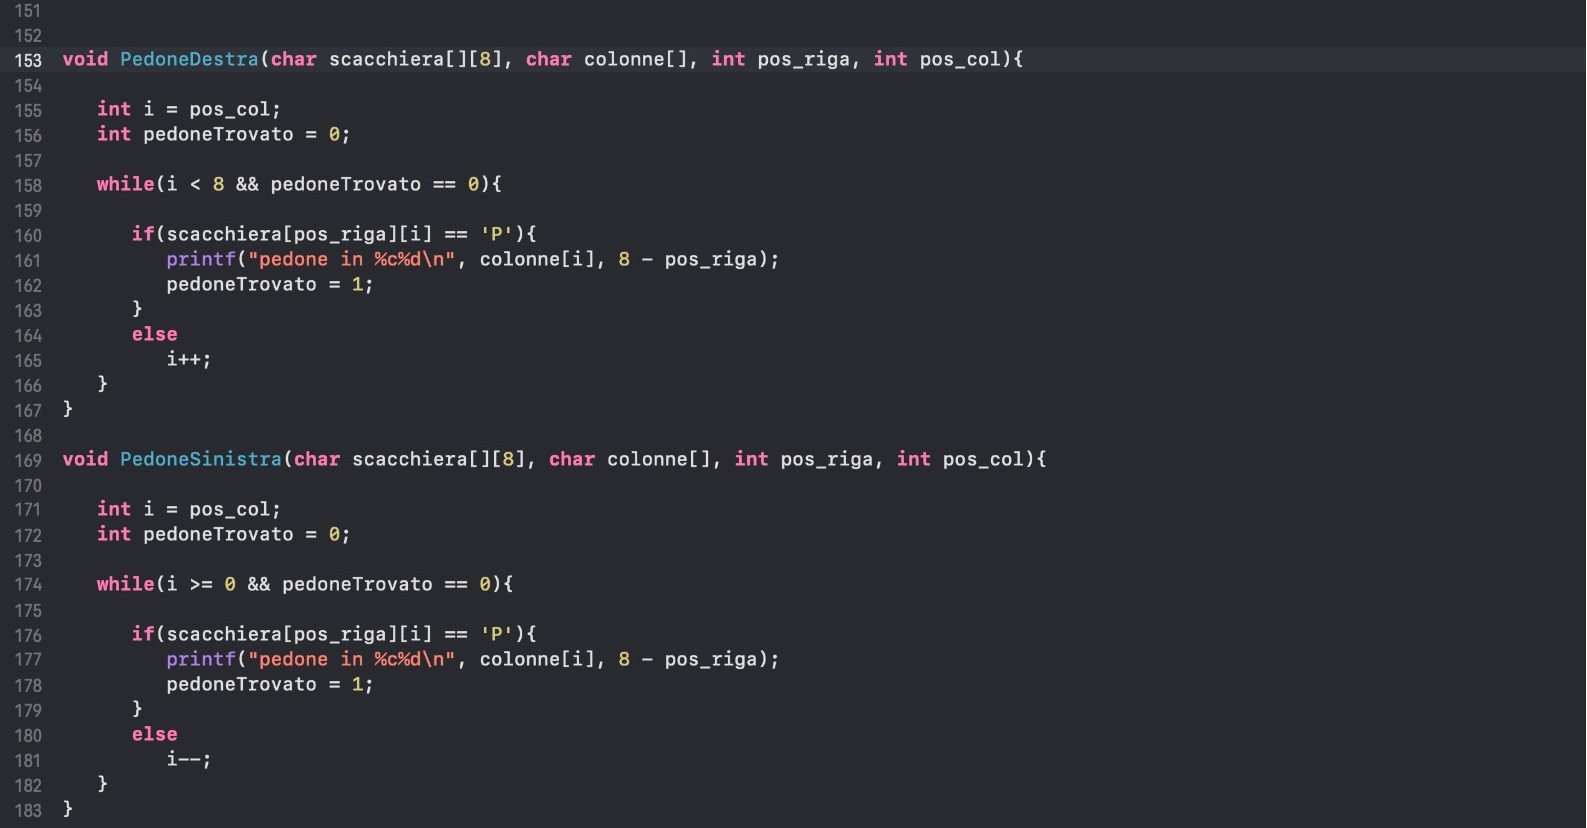 151
152
153 void PedoneDestra(char scacchiera[][8], char colonne[], int pos_riga, int pos_col){
154
155 int i = pos_col;
156 int pedoneTrovato = 0;
157
158 while(i < 8 && pedoneTrovato == 0){
159
160 if(scacchiera[pos_riga][i] == 'P'){
161 printf("pedone in %c%d\n", colonne[i], 8 - pos_riga);
162 pedoneTrovato = 1;
163 }
164 else
165 i++;
166 }
167 }
168
169 void PedoneSinistra(char scacchiera[][8], char colonne[], int pos_riga, int pos_col){
170
171 int i = pos_col;
172 int pedoneTrovato = 0;
173
174 while(i >= 0 && pedoneTrovato == 0){
175
176 if(scacchiera[pos_riga][i] == 'P'){
177 printf("pedone in %c%d\n", colonne[i], 8 - pos_riga);
178 pedoneTrovato = 1;
179 }
180 else
181 i--;
182 }
183 }